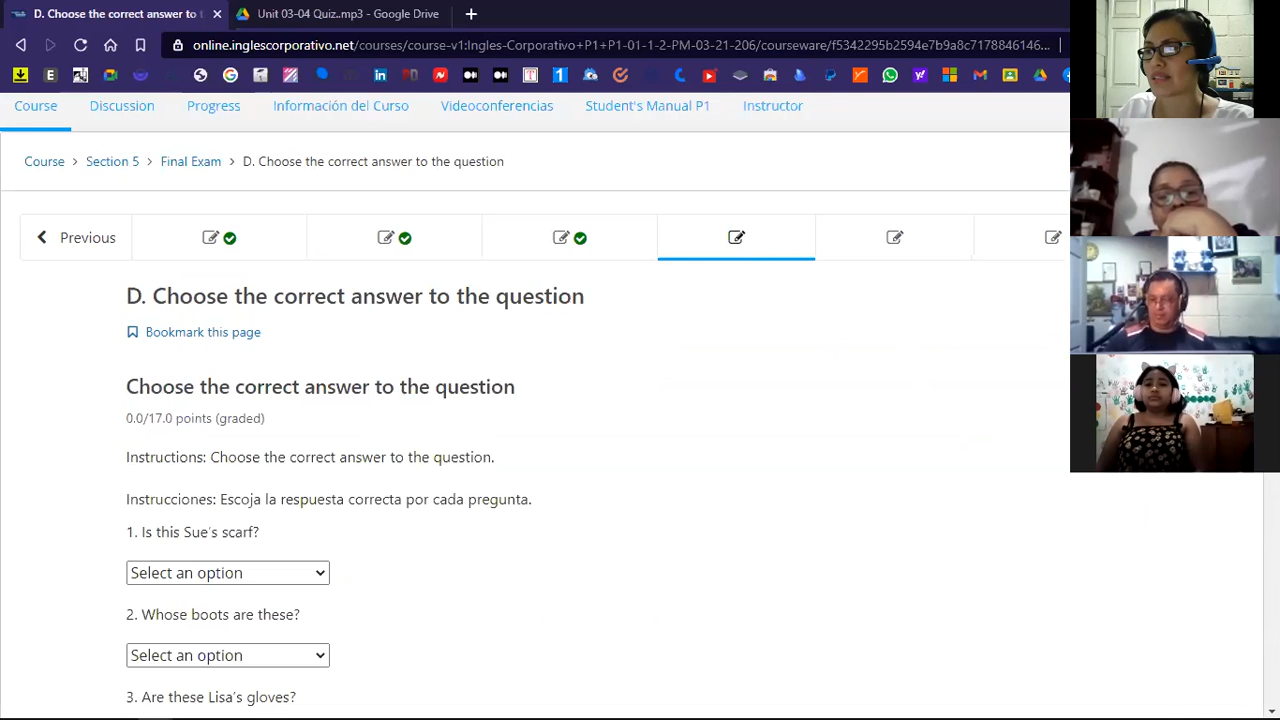 D. Choose the correct answer to t
Unit 03-04 Quiz..mp3 - Google Drive
online.inglescorporativo.net/courses/course-v1:Ingles-Corporativo+P1+P1-01-1-2-PM-03-21-206/courseware/f5342295b2594e7b9a8c7178846146...
Course
Discussion
Progress
Información del Curso
Videoconferencias
Student's Manual P1
Instructor
Course > Section 5 > Final Exam > D. Choose the correct answer to the question
Previous
D. Choose the correct answer to the question
Bookmark this page
Choose the correct answer to the question
0.0/17.0 points (graded)
Instructions: Choose the correct answer to the question.
Instrucciones: Escoja la respuesta correcta por cada pregunta.
1. Is this Sue's scarf?
Select an option
2. Whose boots are these?
Select an option
3. Are these Lisa's gloves?